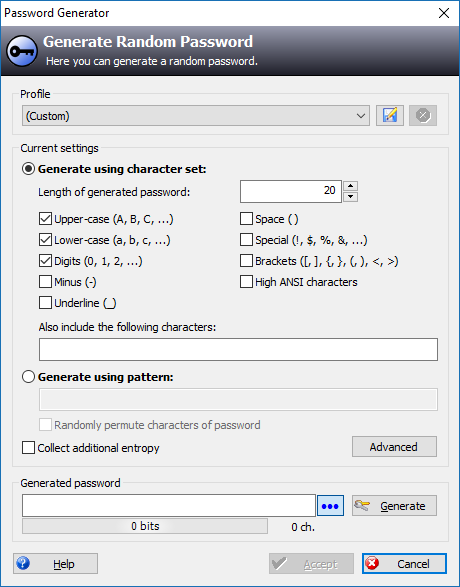 Password Generator
Generate Random Password
Here you can generate a random password.
Profile
(Custom)
Current settings
Generate using character set:
Length of generated password: 20
Upper-case (A, B, C, ...) Space ( )
Lower-case (a, b, c, ...) Special (!, $, %, &, ...)
Digits (0, 1, 2, ...) Brackets ([, ], {, }, (, ), <, >)
Minus (-) High ANSI characters
Underline (_)
Also include the following characters:
Generate using pattern:
Randomly permute characters of password
Collect additional entropy Advanced
Generated password
Generate
0 bits 0 ch.
Help Accept Cancel